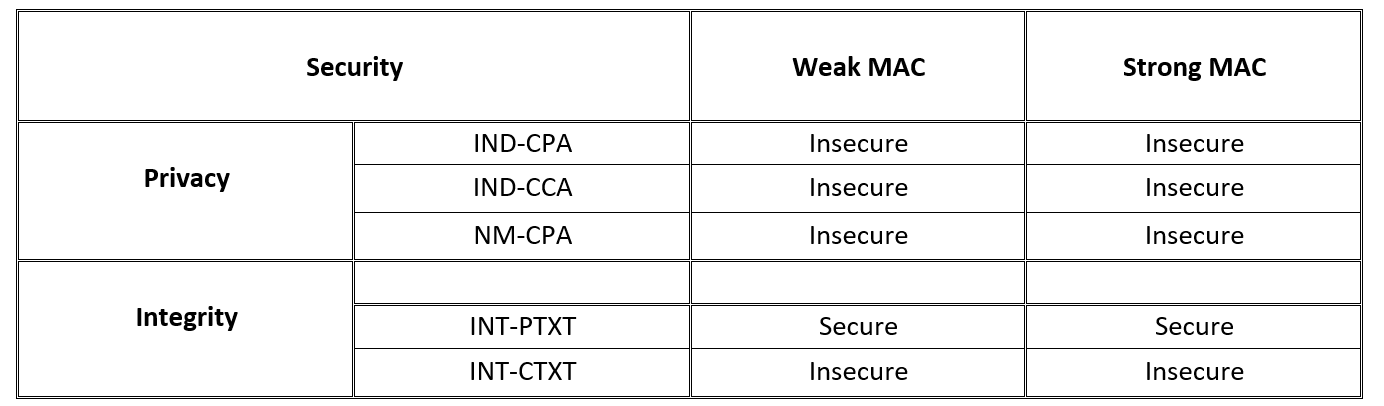 Security Weak MAC Strong MAC
Privacy
IND-CPA Insecure Insecure
IND-CCA Insecure Insecure
NM-CPA Insecure Insecure
Integrity
INT-PTXT Secure Secure
INT-CTXT Insecure Insecure